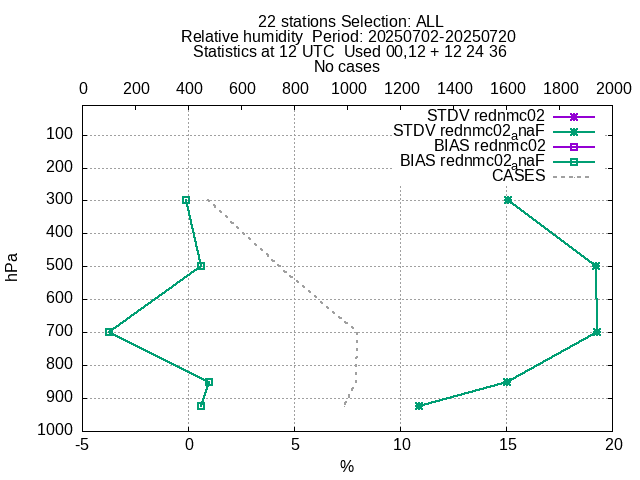 22 stations Selection: ALL
Relative humidity  Period: 20250702-20250720
Statistics at 12 UTC  Used 00,12 + 12 24 36
No cases
0 200 400 600 800 1000 1200 1400 1600 1800 2000
STDV rednmc02
STDV rednmc02anaF
BIAS rednmc02
BIAS rednmc02anaF
CASES
100
200
300
400
500
600
700
800
900
1000
hPa
-5 0 5 10 15 20
%